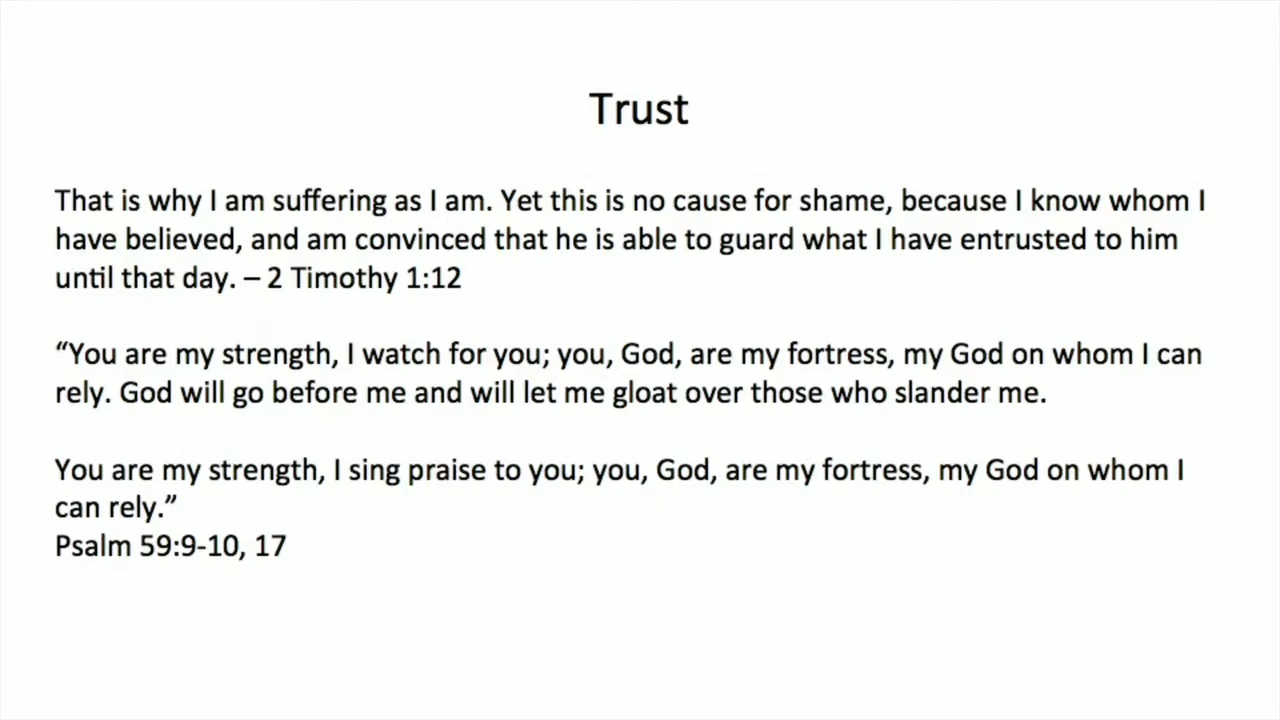 Trust
That is why I am suffering as I am. Yet this is no cause for shame, because I know whom I
have believed, and am convinced that he is able to guard what I have entrusted to him
until that day. – 2 Timothy 1:12
“You are my strength, I watch for you; you, God, are my fortress, my God on whom I can
rely. God will go before me and will let me gloat over those who slander me.
You are my strength, I sing praise to you; you, God, are my fortress, my God on whom I
can rely.”
Psalm 59:9-10, 17